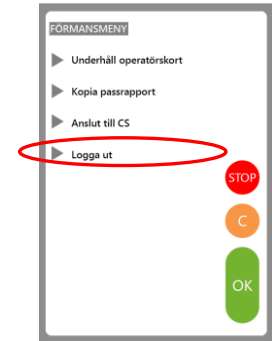 FÖRMANSMENY
Underhåll operatörskort
Kopia passrapport
Anslut till CS
Logga ut
STOP
C
OK